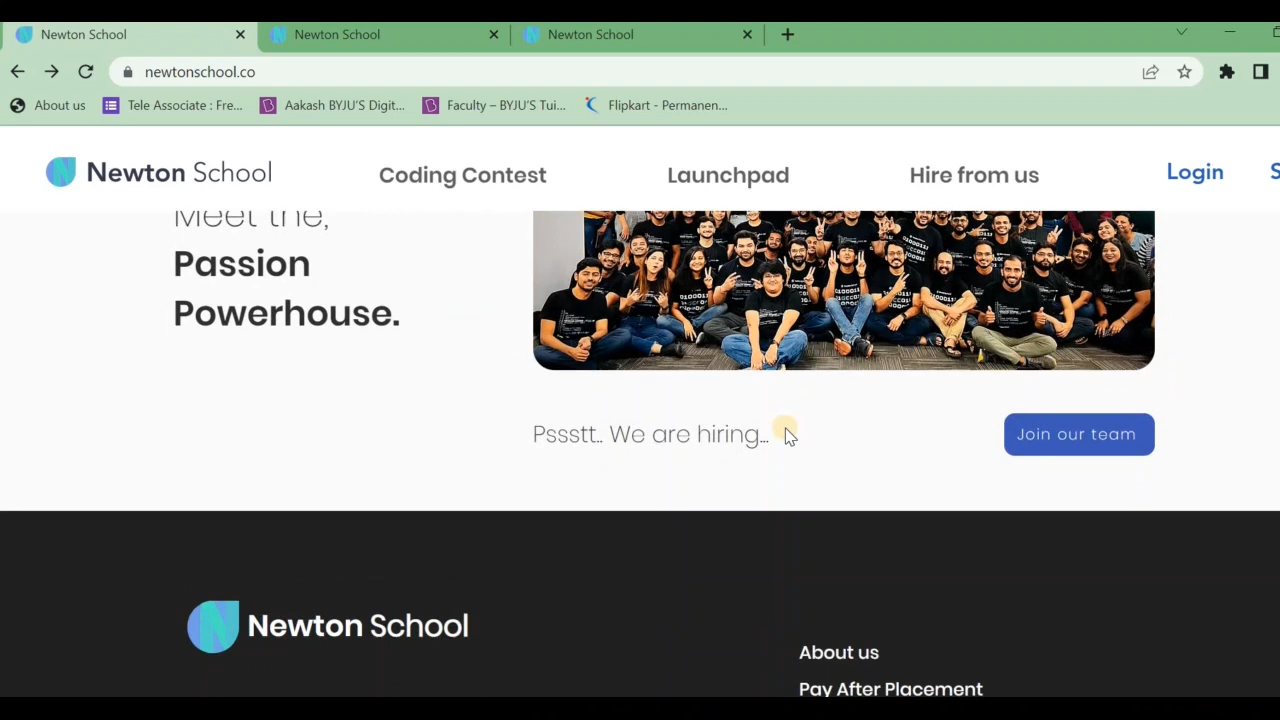 Newton School
Newton School
Newton School
newtonschool.co
About us
Tele Associate : Fre...
Aakash BYJU'S Digit...
Faculty – BYJU'S Tui...
Flipkart - Permanen...
Newton School
Coding Contest
Launchpad
Hire from us
Login
S
Meet the,
Passion
Powerhouse.
Pssstt.. We are hiring...
Join our team
Newton School
About us
Pay After Placement